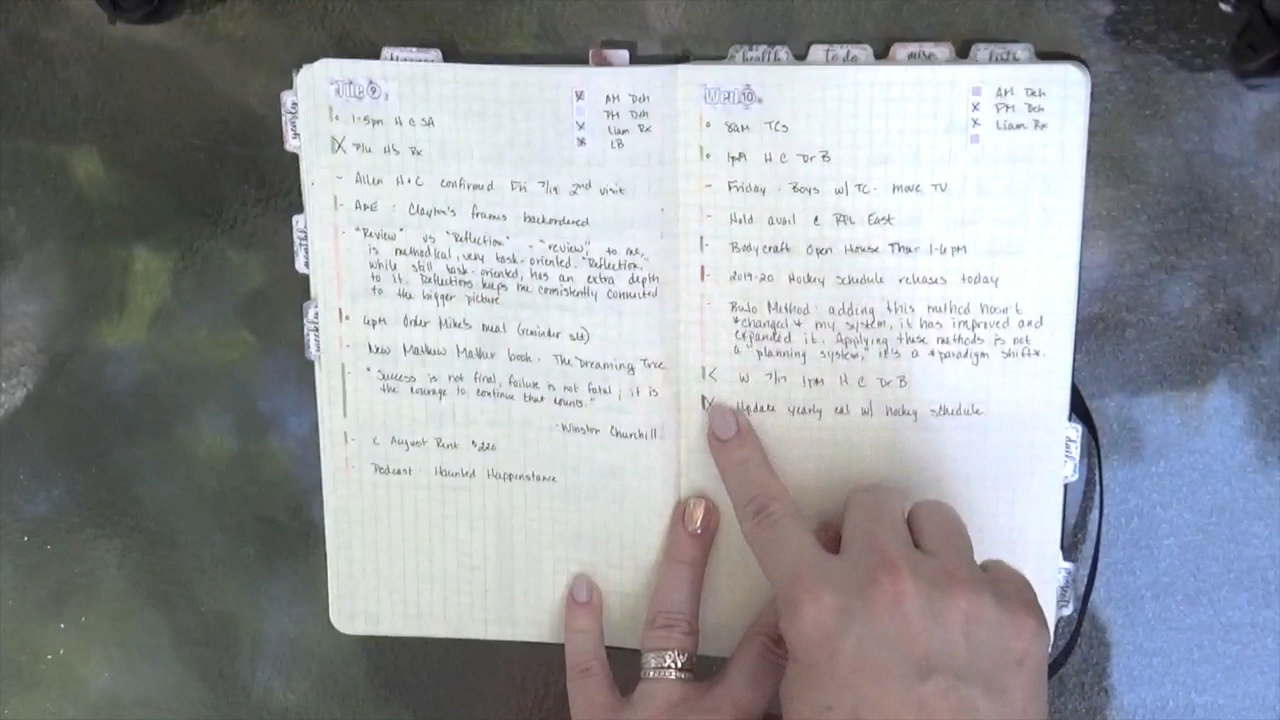 health
to do
misc
lists
yearly
Tue 9.
AM Deh
PM Deh
Liam Rx
LB
1:5pm H @ SA
X P/u HS Rx
- Allen H+C confirmed Fri 7/19 2nd visit
- Clayton's frames backordered
- "Review" vs "Reflection" - "review," to me,
is methodical, very task-oriented. "Reflection,"
while still task-oriented, has an extra depth
to it. Reflecting keeps me consistently connected
to the bigger picture.
4pm Order Mike's meal (reminder set)
- New Mathew Mather book - The Dreaming Tree
"Success is not final, failure is not fatal; it is
the courage to continue that counts."
-Winston Churchill
- August Rent $220
- Podcast: Haunted Happenstance
Wed 10.
AM Deh
PM Deh
Liam Rx
8AM TCs
1pm H @ Dr B
- Friday - Boys w/ TC - move TV
- Hold avail @ RPL East
- Bodycraft Open House Thur 1-6pm
- 2019-20 Hockey schedule releases today
- BuJo Method: adding this method hasn't
*changed* my system, it has improved and
expanded it. Applying these methods is not
a "planning system," it's a *paradigm shift*.
< W 7/17 1pm H @ Dr B
X Update yearly cal w/ hockey schedule